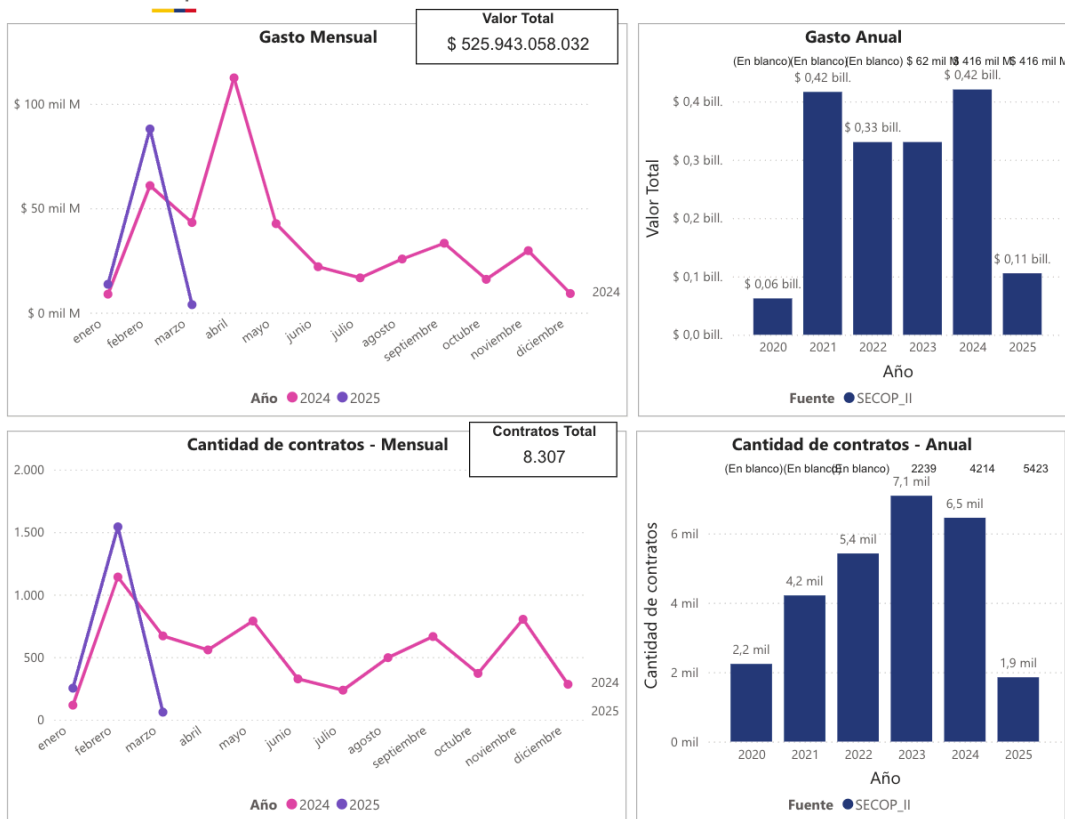 Valor Total
$ 525.943.058.032
Gasto Mensual
$ 100 mil M
$ 50 mil M
$ 0 mil M
2024
enero
febrero
marzo
abril
mayo
junio
julio
agosto
septiembre
octubre
noviembre
diciembre
Año 2024 2025
Gasto Anual
(En blanco) (En blanco) (En blanco) $ 62 mil M $ 416 mil M $ 416 mil M
$ 0,42 bill.
$ 0,42 bill.
$ 0,33 bill.
$ 0,11 bill.
$ 0,06 bill.
Valor Total
$ 0,4 bill.
$ 0,3 bill.
$ 0,2 bill.
$ 0,1 bill.
$ 0,0 bill.
2020 2021 2022 2023 2024 2025
Año
Fuente SECOP_II
Contratos Total
8.307
Cantidad de contratos - Mensual
2.000
1.500
1.000
500
0
2024
2025
enero
febrero
marzo
abril
mayo
junio
julio
agosto
septiembre
octubre
noviembre
diciembre
Año 2024 2025
Cantidad de contratos - Anual
(En blanco) (En blanco) (En blanco) 2239 4214 5423
7,1 mil
6,5 mil
5,4 mil
4,2 mil
2,2 mil
1,9 mil
Cantidad de contratos
6 mil
4 mil
2 mil
0 mil
2020 2021 2022 2023 2024 2025
Año
Fuente SECOP_II